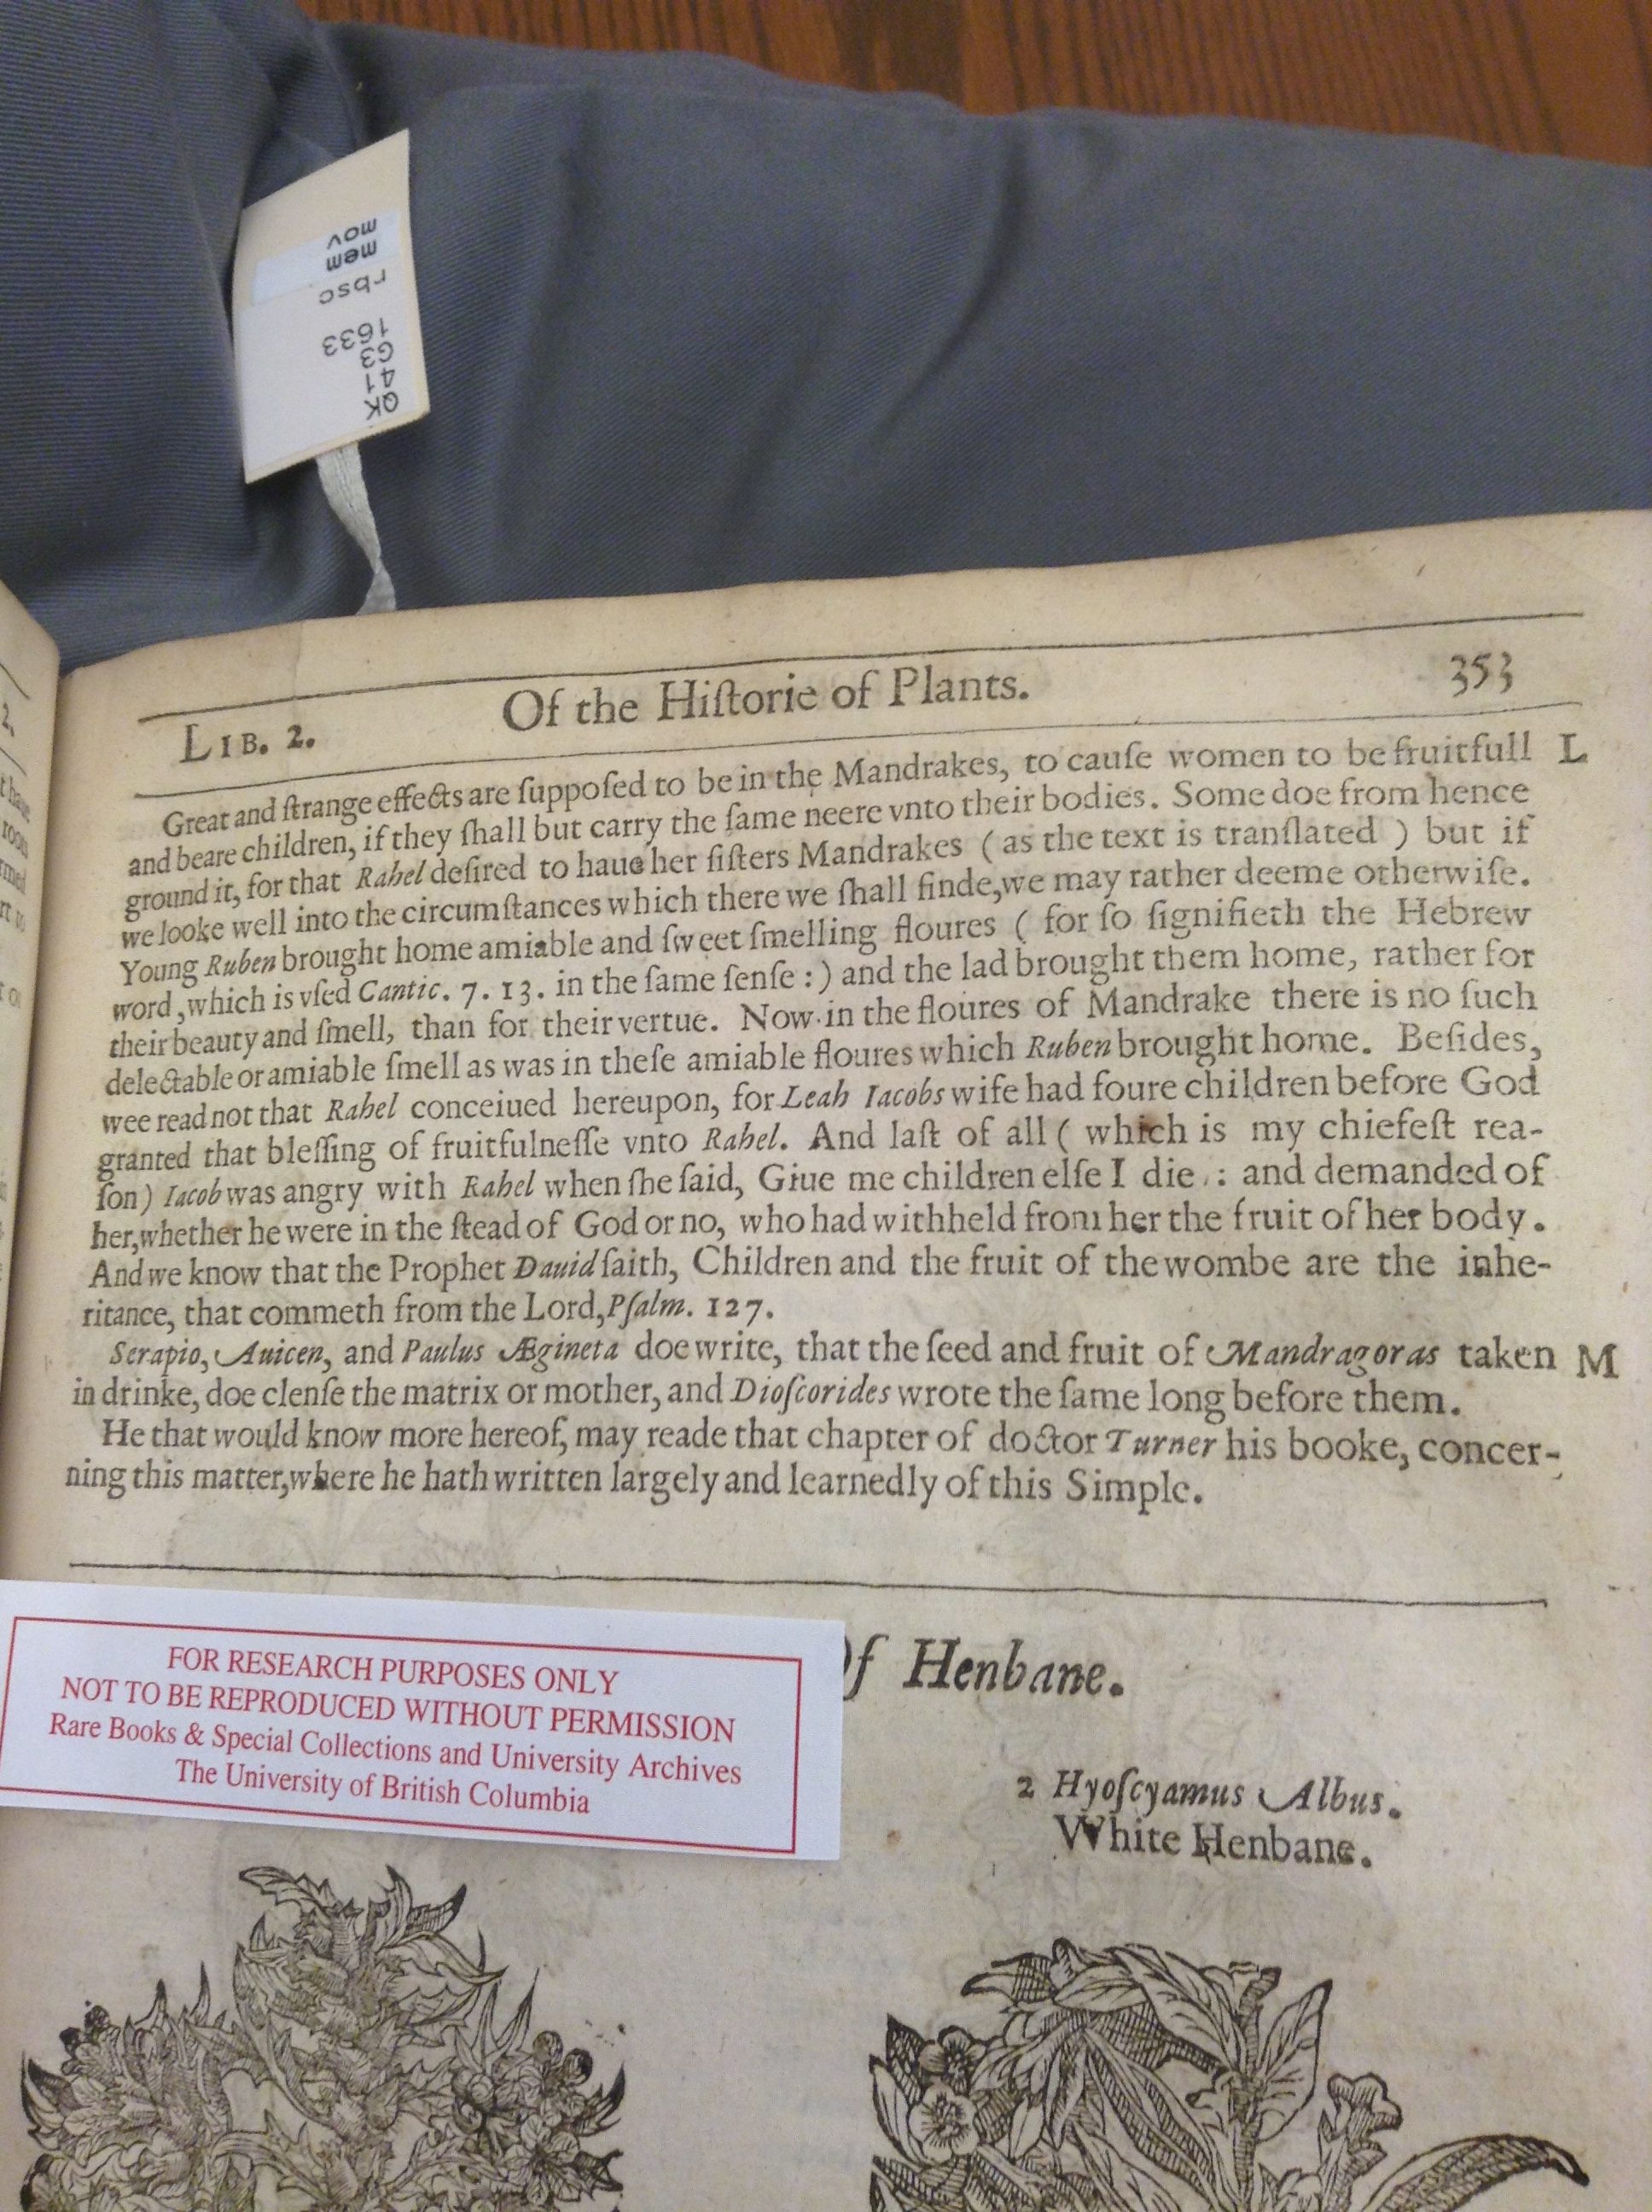 mov
mem
rbsc
1633
G3
41
QK
LIB. 2.
Of the Hiſtorie of Plants.
353
Great and ſtrange effects are ſuppoſed to be in the Mandrakes, to cauſe women to be fruitfull L
and beare children, if they ſhall but carry the ſame neere vnto their bodies. Some doe from hence
ground it, for that Rahel deſired to haue her ſiſters Mandrakes (as the text is tranſlated) but if
we looke well into the circumſtances which there we ſhall finde, we may rather deeme otherwiſe.
Young Ruben brought home amiable and ſweet ſmelling floures (for ſo ſignifieth the Hebrew
word, which is vſed Cantic. 7. 13. in the ſame ſenſe:) and the lad brought them home, rather for
their beauty and ſmell, than for their vertue. Now in the floures of Mandrake there is no ſuch
delectable or amiable ſmell as was in theſe amiable floures which Ruben brought home. Beſides,
wee read not that Rahel conceiued hereupon, for Leah Iacobs wife had foure children before God
granted that bleſſing of fruitfulneſſe vnto Rahel. And laſt of all (which is my chiefeſt rea-
ſon) Iacob was angry with Rahel when ſhe ſaid, Giue me children elſe I die: and demanded of
her, whether he were in the ſtead of God or no, who had withheld from her the fruit of her body.
And we know that the Prophet Dauid ſaith, Children and the fruit of the wombe are the inhe-
ritance, that commeth from the Lord, Pſalm. 127.
Serapio, Auicen, and Paulus Ægineta doe write, that the ſeed and fruit of Mandragoras taken M
in drinke, doe clenſe the matrix or mother, and Dioſcorides wrote the ſame long before them.
He that would know more hereof, may reade that chapter of doctor Turner his booke, concer-
ning this matter, where he hath written largely and learnedly of this Simple.
Of Henbane.
FOR RESEARCH PURPOSES ONLY
NOT TO BE REPRODUCED WITHOUT PERMISSION
Rare Books & Special Collections and University Archives
The University of British Columbia
2 Hyoſcyamus Albus.
White Henbane.